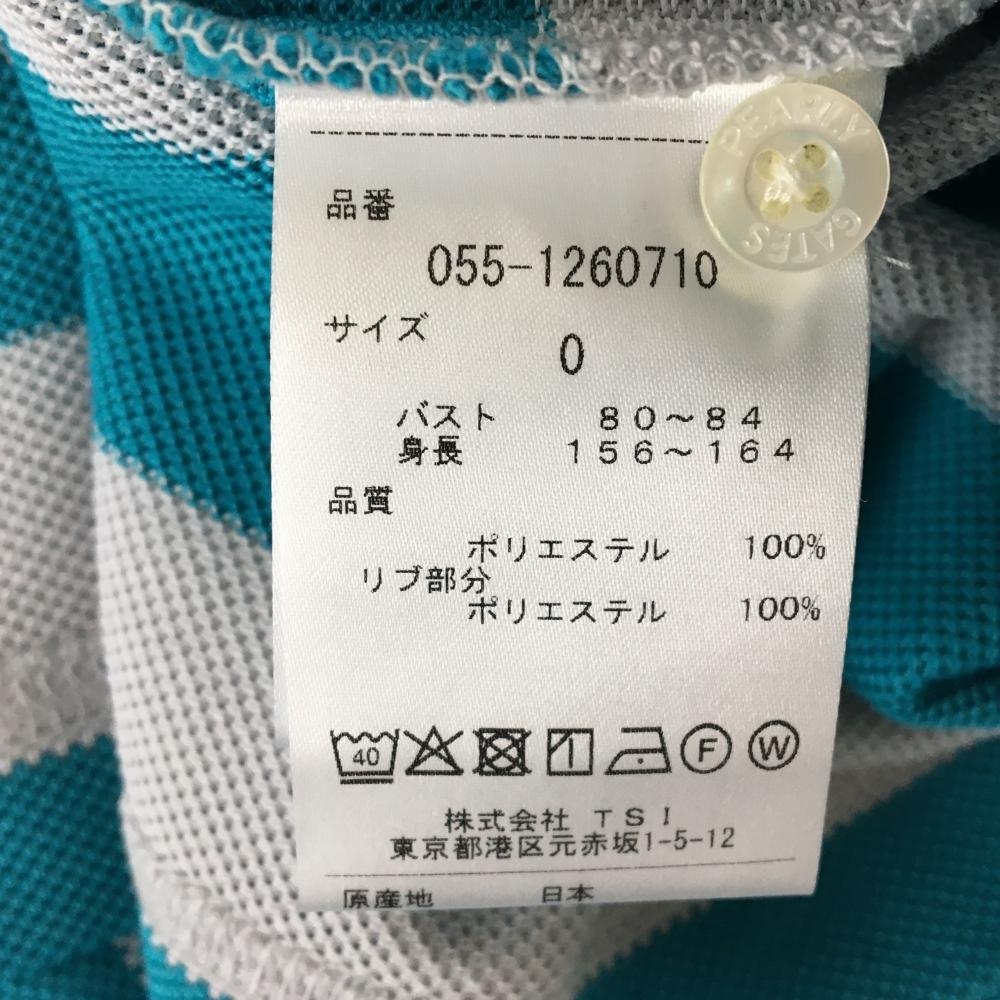 PEARLY
GATES
品番
055-1260710
サイズ
0
バスト 80～84
身長 156～164
品質
ポリエステル 100%
リブ部分
ポリエステル 100%
40
F W
株式会社 TSI
東京都港区元赤坂1-5-12
原産地 日本